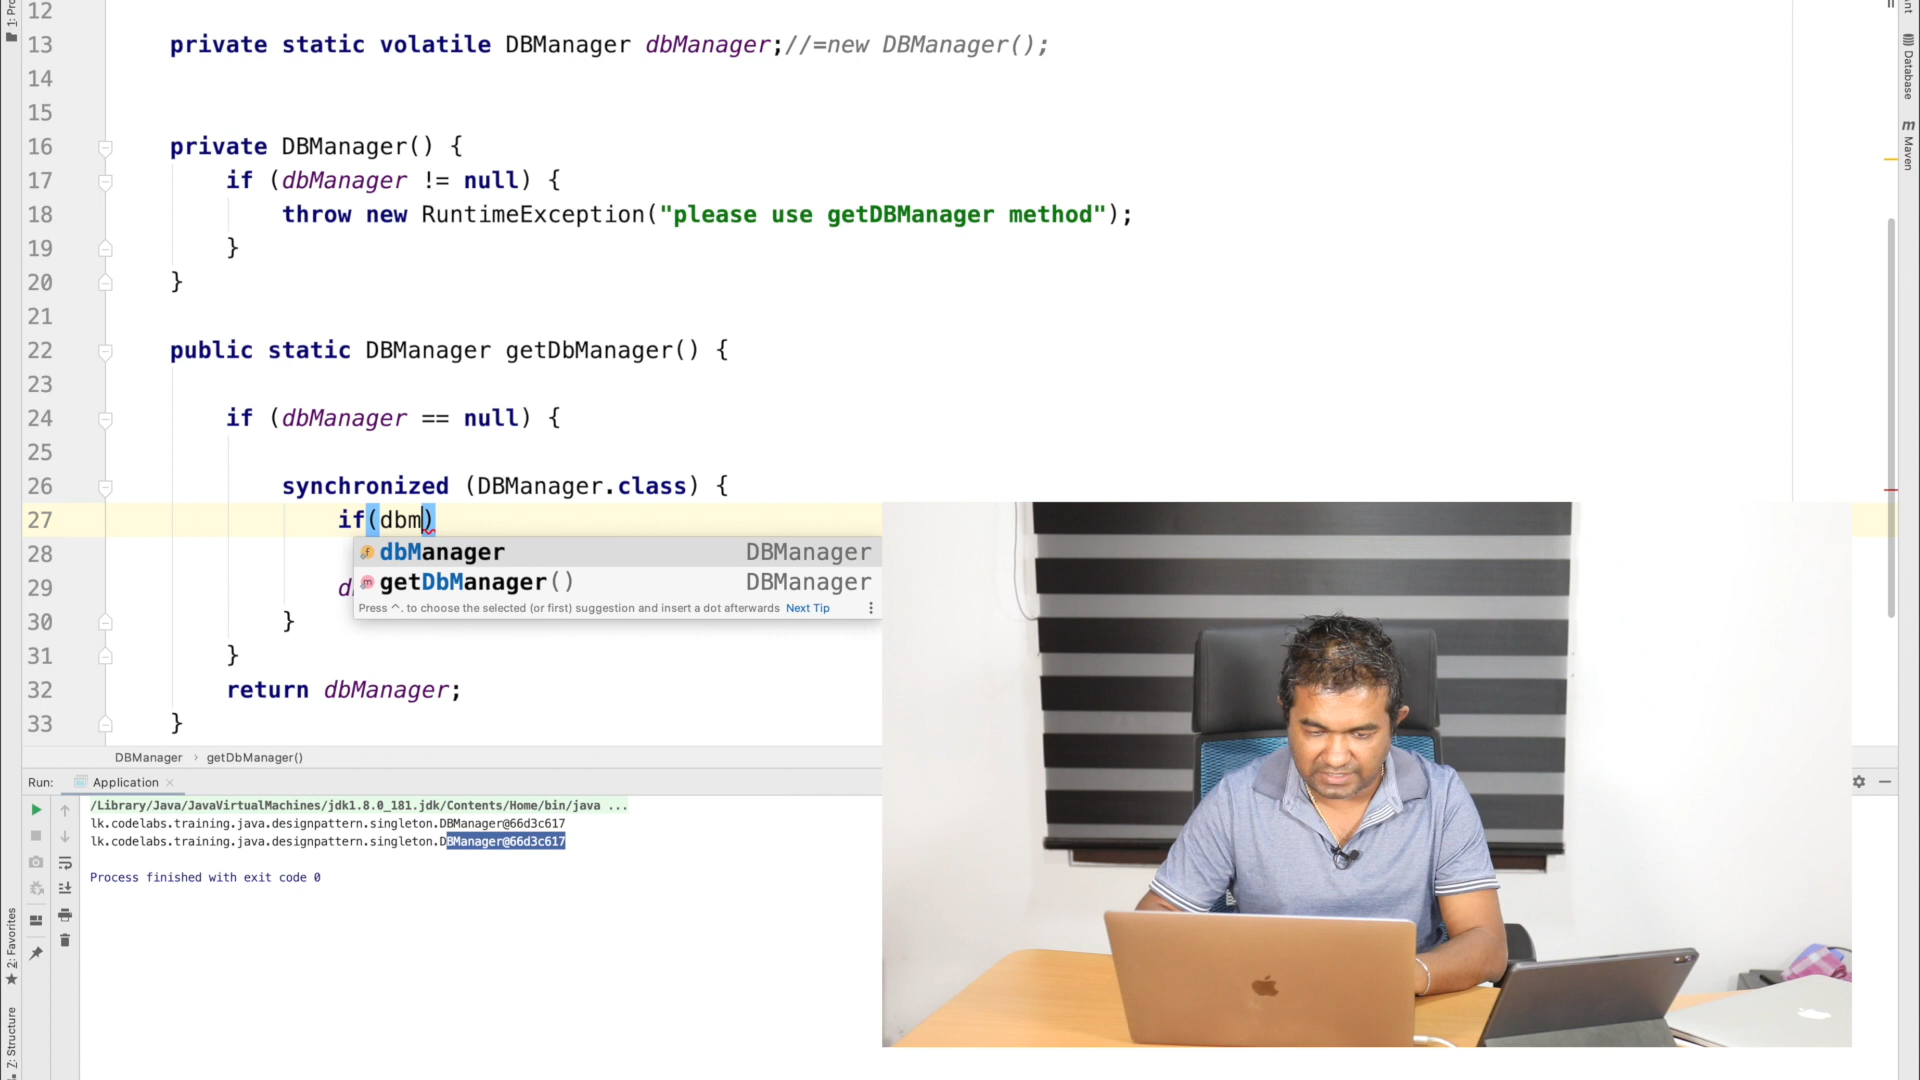 12
13 private static volatile DBManager dbManager;//=new DBManager();
14
15
16 private DBManager() {
17 if (dbManager != null) {
18 throw new RuntimeException("please use getDBManager method");
19 }
20 }
21
22 public static DBManager getDbManager() {
23
24 if (dbManager == null) {
25
26 synchronized (DBManager.class) {
27 if(dbm)
dbManager DBManager
28
getDbManager() DBManager
29
Press ^. to choose the selected (or first) suggestion and insert a dot afterwards Next Tip
30 }
31 }
32 return dbManager;
33 }
DBManager › getDbManager()
Run: Application
/Library/Java/JavaVirtualMachines/jdk1.8.0_181.jdk/Contents/Home/bin/java ...
lk.codelabs.training.java.designpattern.singleton.DBManager@66d3c617
lk.codelabs.training.java.designpattern.singleton.DBManager@66d3c617
Process finished with exit code 0
2: Favorites
Z: Structure
Database
m Maven